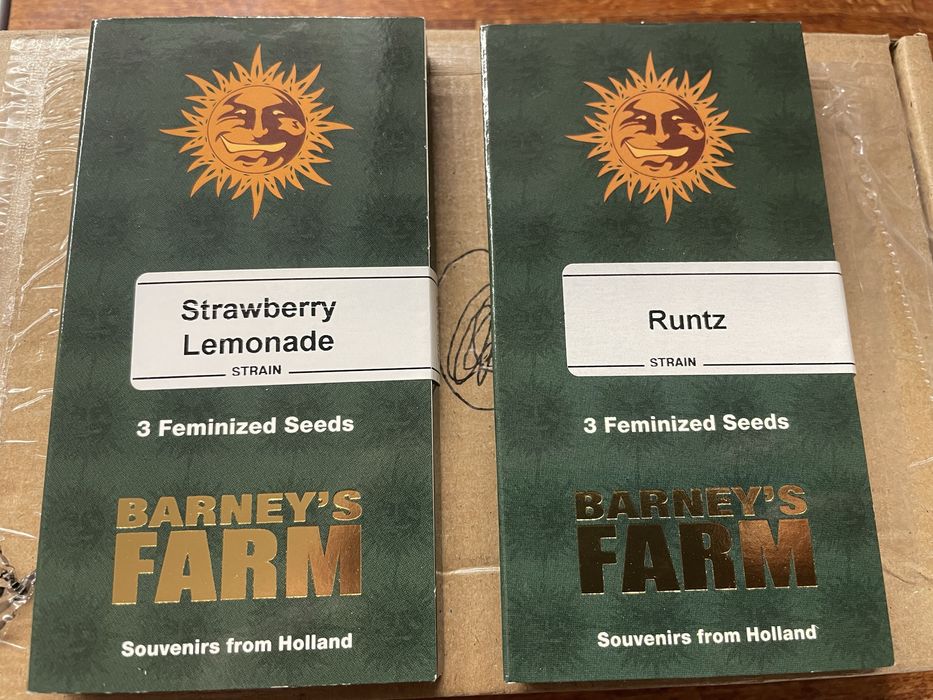 Strawberry
Lemonade
STRAIN
3 Feminized Seeds
BARNEY'S
FARM
Souvenirs from Holland
Runtz
STRAIN
3 Feminized Seeds
BARNEY'S
FARM
Souvenirs from Holland